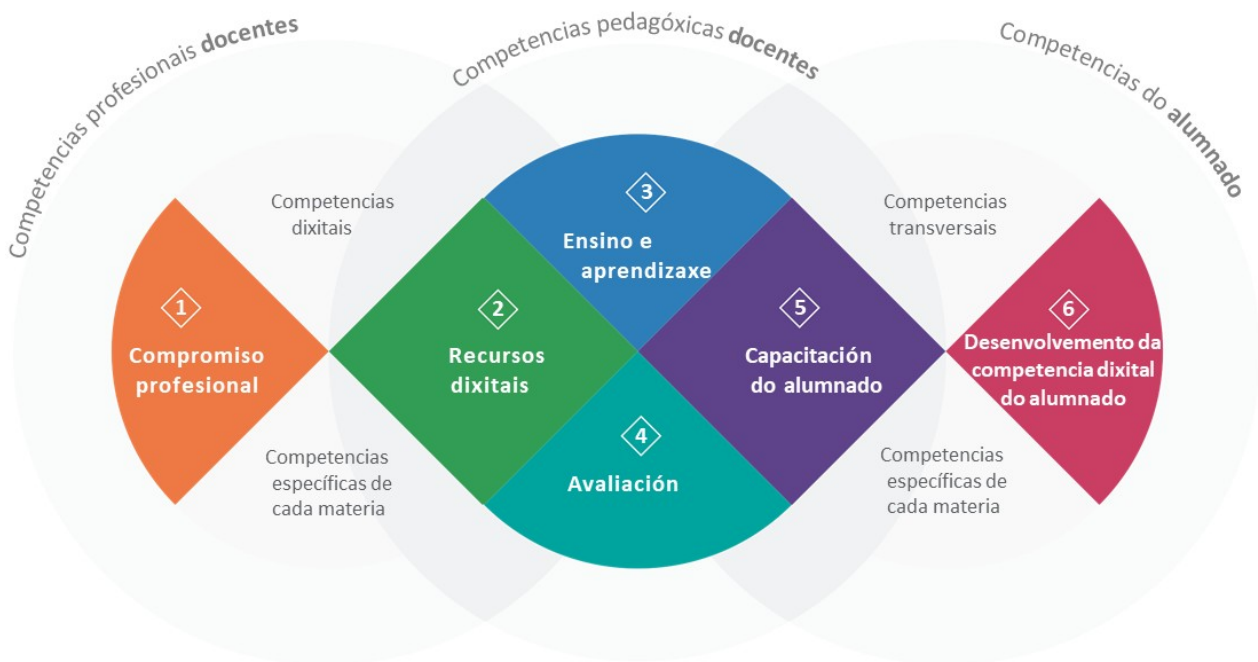 Competencias profesionais docentes
Competencias pedagóxicas docentes
Competencias do alumnado
Competencias
dixitais
Competencias
específicas de
cada materia
1
Compromiso
profesional
2
Recursos
dixitais
3
Ensino e
aprendizaxe
4
Avaliación
5
Capacitación
do alumnado
Competencias
transversais
Competencias
específicas de
cada materia
6
Desenvolvemento da
competencia dixital
do alumnado